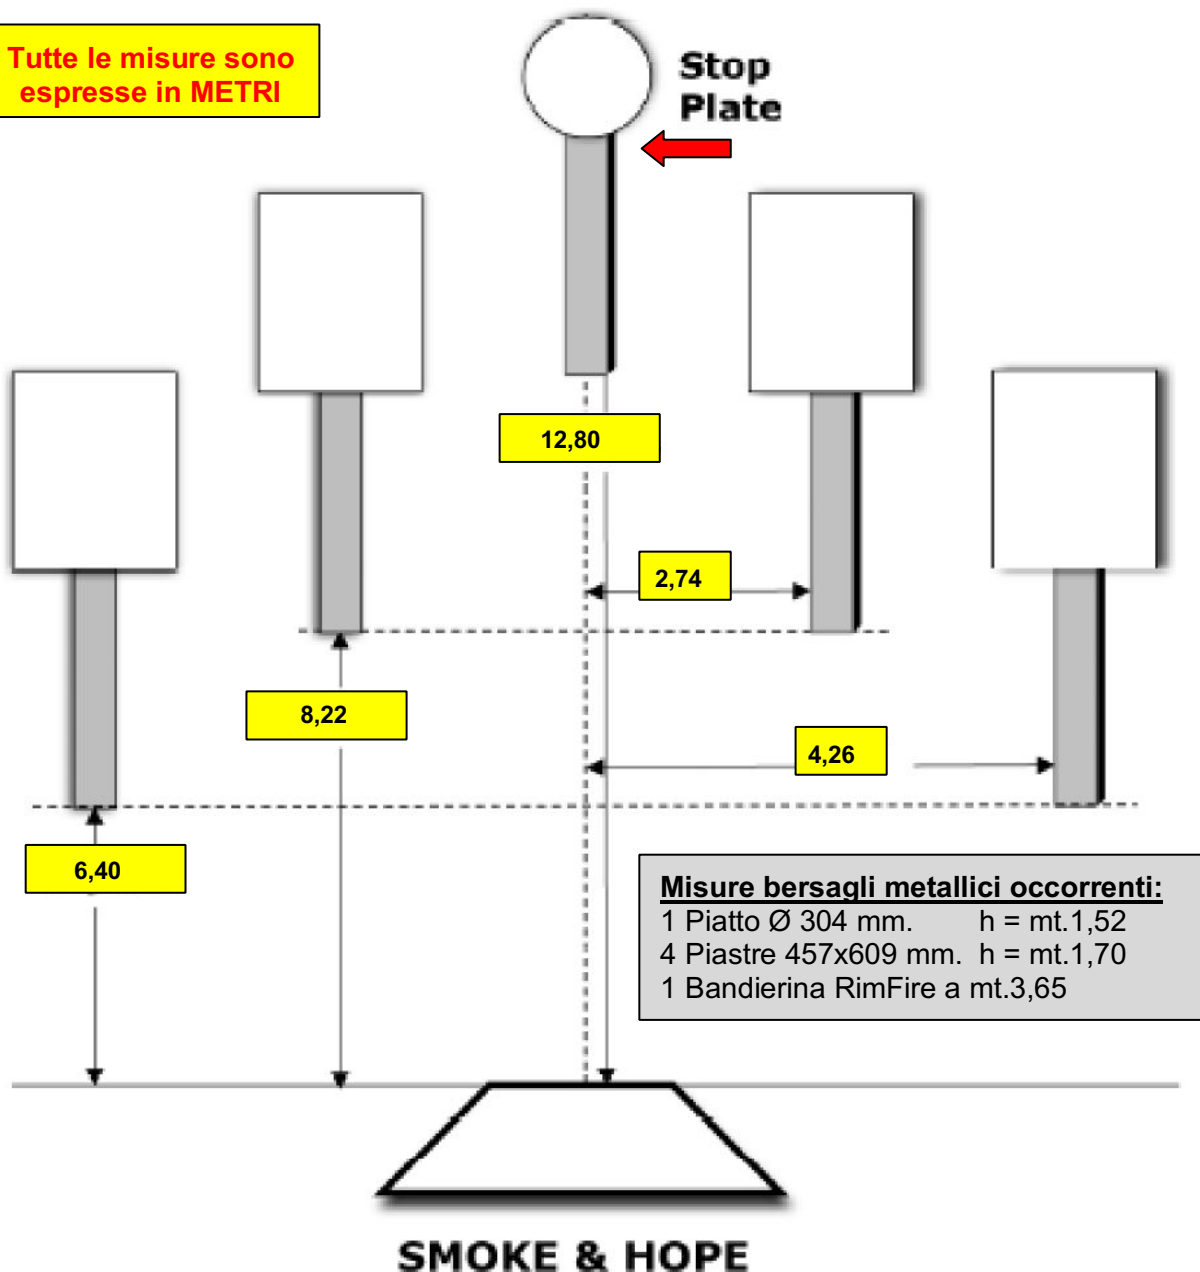 Tutte le misure sono
espresse in METRI
Stop
Plate
12,80
2,74
8,22
4,26
6,40
Misure bersagli metallici occorrenti:
1 Piatto Ø 304 mm. h = mt.1,52
4 Piastre 457x609 mm. h = mt.1,70
1 Bandierina RimFire a mt.3,65
SMOKE & HOPE